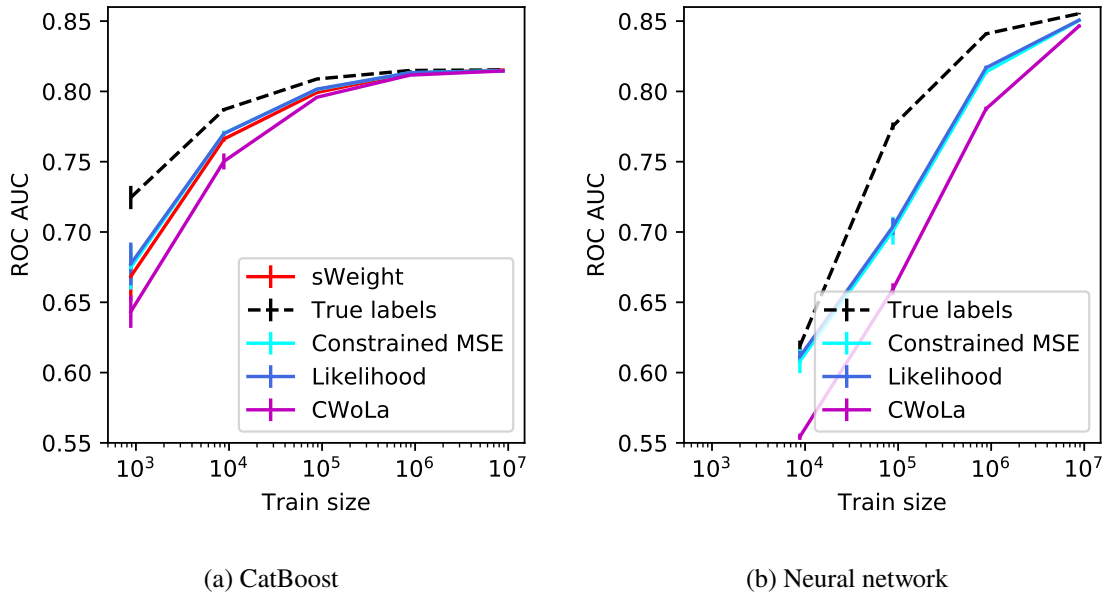 0.85
0.80
0.75
0.70
0.65
0.60
0.55
ROC AUC
sWeight
True labels
Constrained MSE
Likelihood
CWoLa
10³ 10⁴ 10⁵ 10⁶ 10⁷
Train size
(a) CatBoost
0.85
0.80
0.75
0.70
0.65
0.60
0.55
ROC AUC
True labels
Constrained MSE
Likelihood
CWoLa
10³ 10⁴ 10⁵ 10⁶ 10⁷
Train size
(b) Neural network